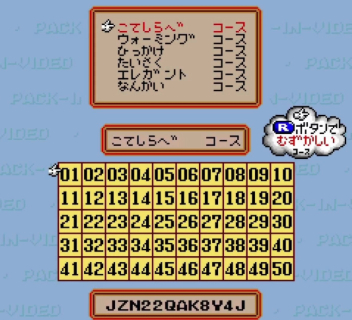 こてしらべ コース
ウォーミング コース
ひっかけ コース
たいさく コース
エレガント コース
なんかい コース
こてしらべ コース
Rボタンで
むずかしい
コース
01 02 03 04 05 06 07 08 09 10
11 12 13 14 15 16 17 18 19 20
21 22 23 24 25 26 27 28 29 30
31 32 33 34 35 36 37 38 39 40
41 42 43 44 45 46 47 48 49 50
JZN22QAK8V4J